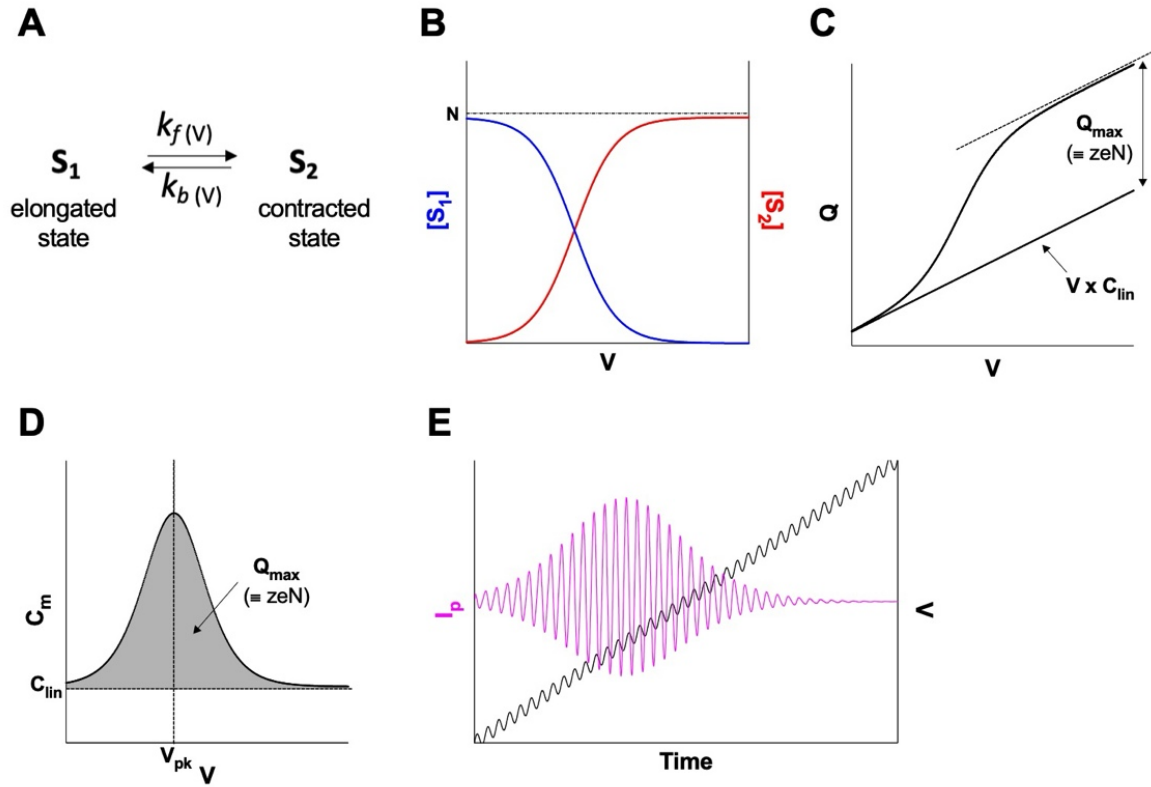 A
k_f (V)
S₁
S₂
k_b (V)
elongated
state
contracted
state
B
N
[S₁]
[S₂]
V
C
Q_max
(≡ zeN)
Q
V x C_lin
V
D
Q_max
(≡ zeN)
C_m
C_lin
V_pk
V
E
I_p
V
Time